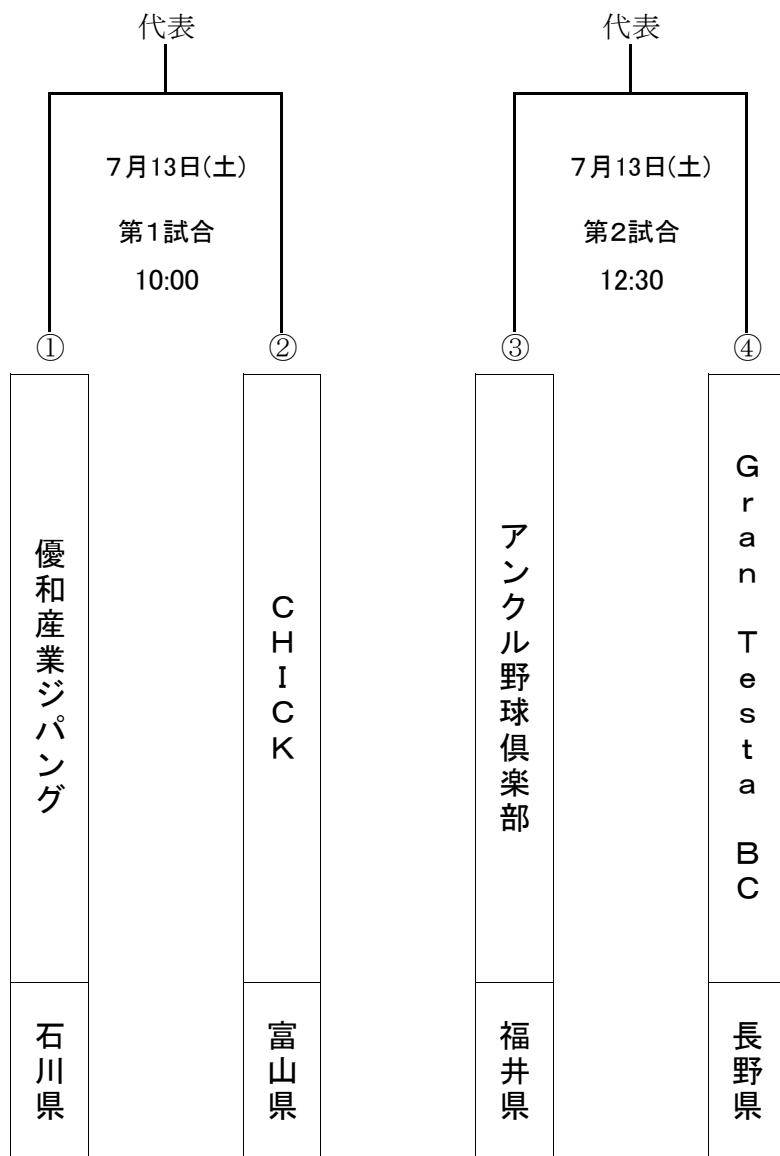 代表
代表
7月13日(土)
第1試合
10:00
7月13日(土)
第2試合
12:30
①
②
③
④
優和産業ジパング
CHICK
アンクル野球倶楽部
Gran Testa BC
石川県
富山県
福井県
長野県